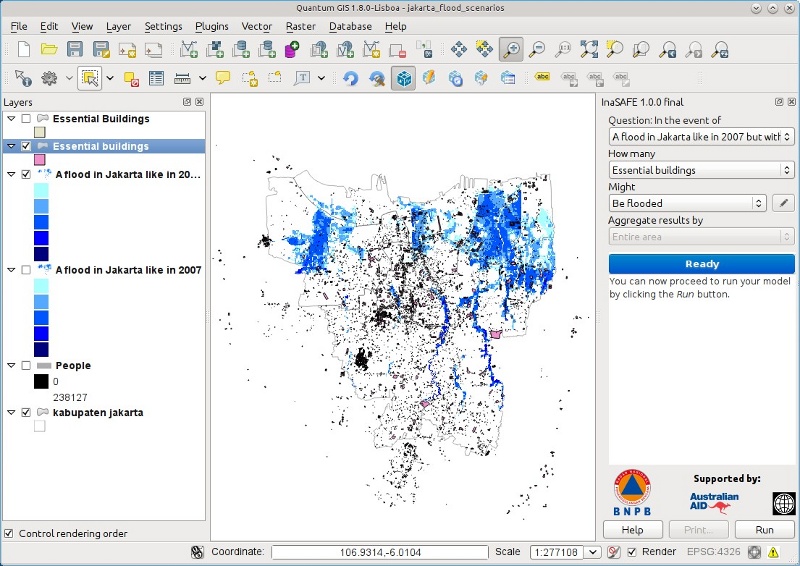 Quantum GIS 1.8.0-Lisboa - jakarta_flood_scenarios
File Edit View Layer Settings Plugins Vector Raster Database Help
Layers
Essential Buildings
Essential buildings
A flood in Jakarta like in 20...
A flood in Jakarta like in 2007
People
0
238127
kabupaten jakarta
Control rendering order
InaSAFE 1.0.0 final
Question: In the event of
A flood in Jakarta like in 2007 but with
How many
Essential buildings
Might
Be flooded
Aggregate results by
Entire area
Ready
You can now proceed to run your model
by clicking the Run button.
Supported by:
BNPB
Australian
AID
Help Print... Run
Coordinate: 106.9314,-6.0104 Scale 1:277108 Render EPSG:4326